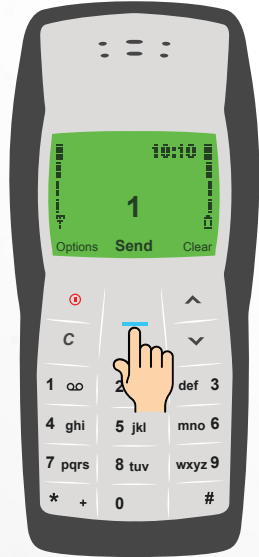 10:10
1
Options Send Clear
C
1 2 def 3
4 ghi 5 jkl mno 6
7 pqrs 8 tuv wxyz 9
* + 0 #